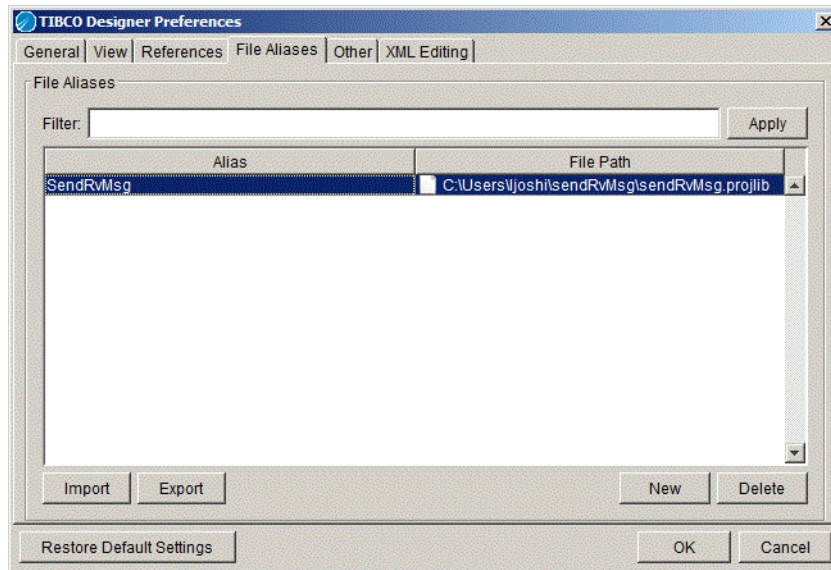 TIBCO Designer Preferences
General View References File Aliases Other XML Editing
File Aliases
Filter: Apply
Alias File Path
SendRvMsg C:\Users\ljoshi\sendRvMsg\sendRvMsg.projlib
Import Export New Delete
Restore Default Settings OK Cancel